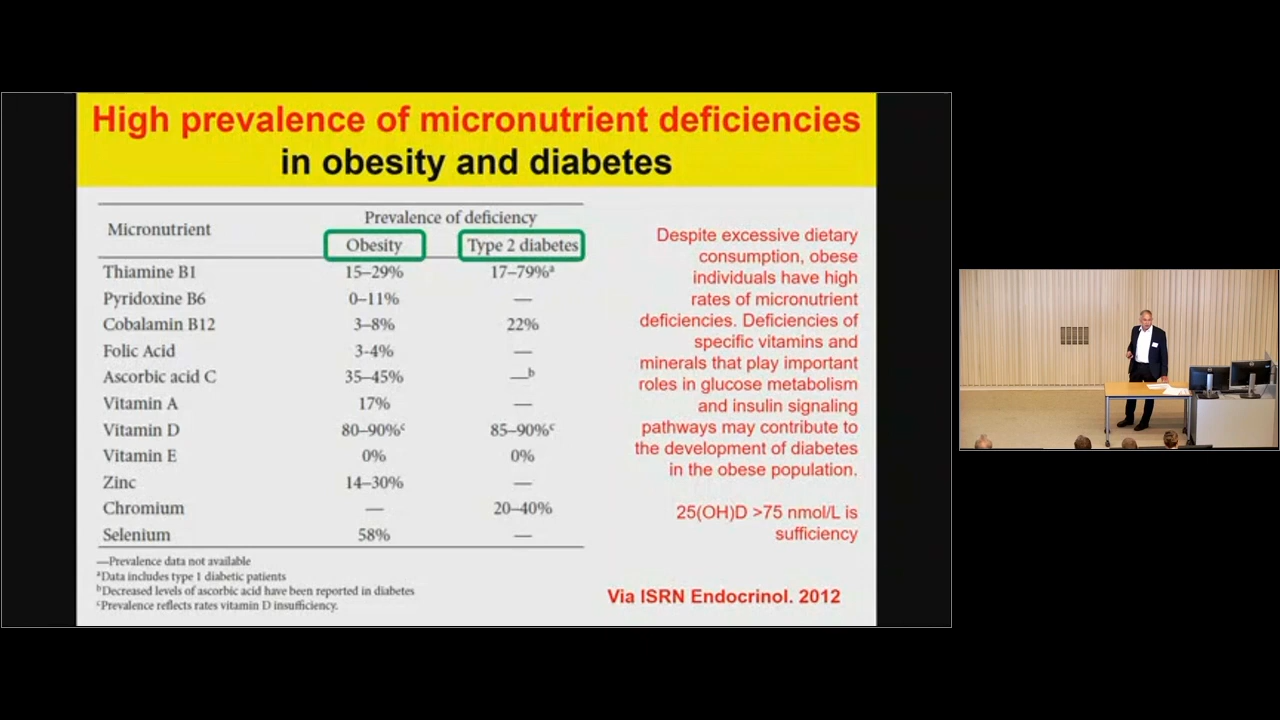 High prevalence of micronutrient deficiencies
in obesity and diabetes
Micronutrient Prevalence of deficiency
Obesity Type 2 diabetes
Thiamine B1 15–29% 17–79%ᵃ
Pyridoxine B6 0–11% —
Cobalamin B12 3–8% 22%
Folic Acid 3-4% —
Ascorbic acid C 35–45% —ᵇ
Vitamin A 17% —
Vitamin D 80–90%ᶜ 85–90%ᶜ
Vitamin E 0% 0%
Zinc 14–30% —
Chromium — 20–40%
Selenium 58% —
—Prevalence data not available
ᵃData includes type 1 diabetic patients
ᵇDecreased levels of ascorbic acid have been reported in diabetes
ᶜPrevalence reflects rates vitamin D insufficiency.
Despite excessive dietary
consumption, obese
individuals have high
rates of micronutrient
deficiencies. Deficiencies of
specific vitamins and
minerals that play important
roles in glucose metabolism
and insulin signaling
pathways may contribute to
the development of diabetes
in the obese population.
25(OH)D >75 nmol/L is
sufficiency
Via ISRN Endocrinol. 2012